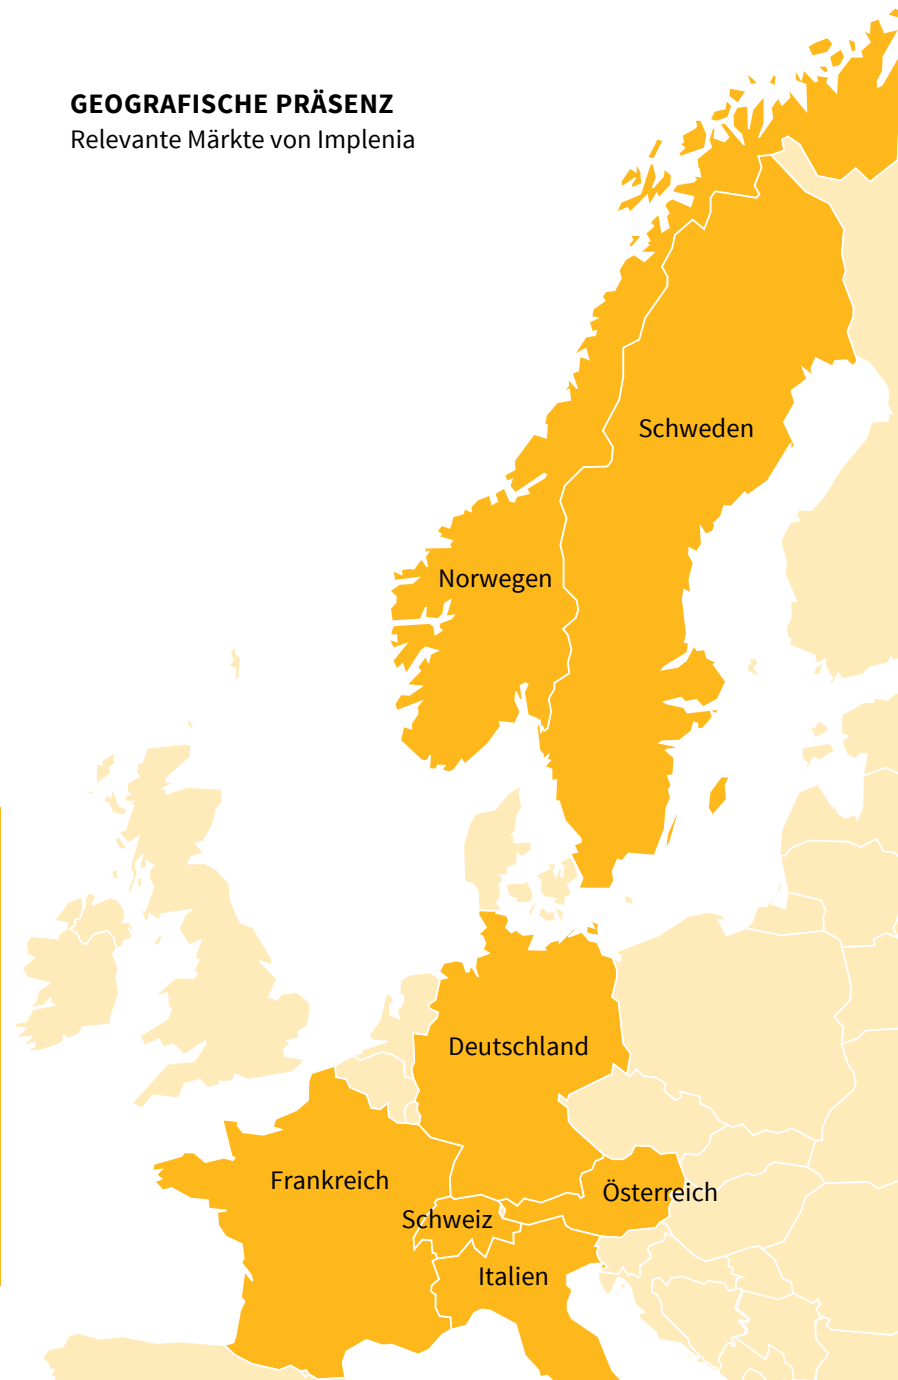 GEOGRAFISCHE PRÄSENZ
Relevante Märkte von Implenia
Schweden
Norwegen
Deutschland
Frankreich
Österreich
Schweiz
Italien